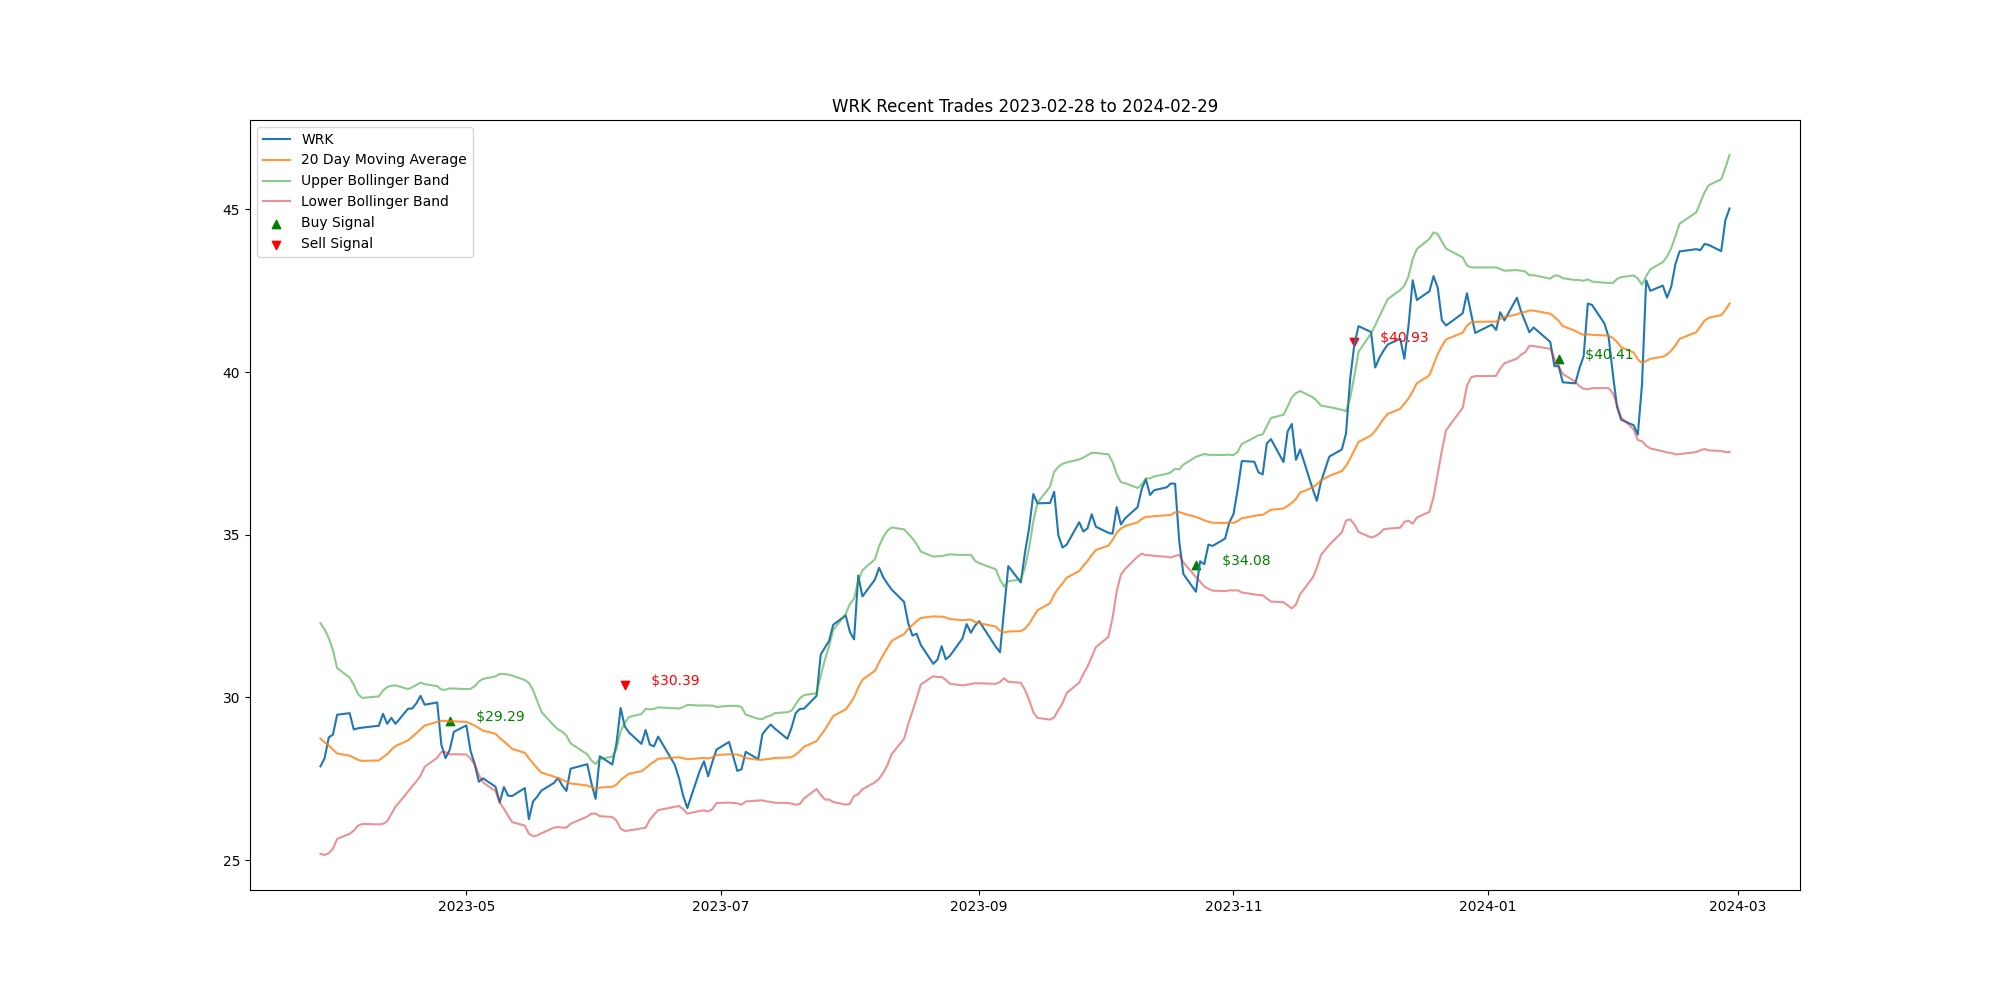 WRK Recent Trades 2023-02-28 to 2024-02-29
WRK
20 Day Moving Average
Upper Bollinger Band
Lower Bollinger Band
Buy Signal
Sell Signal
45
40
35
30
25
$40.93
$40.41
$34.08
$30.39
$29.29
2023-05
2023-07
2023-09
2023-11
2024-01
2024-03